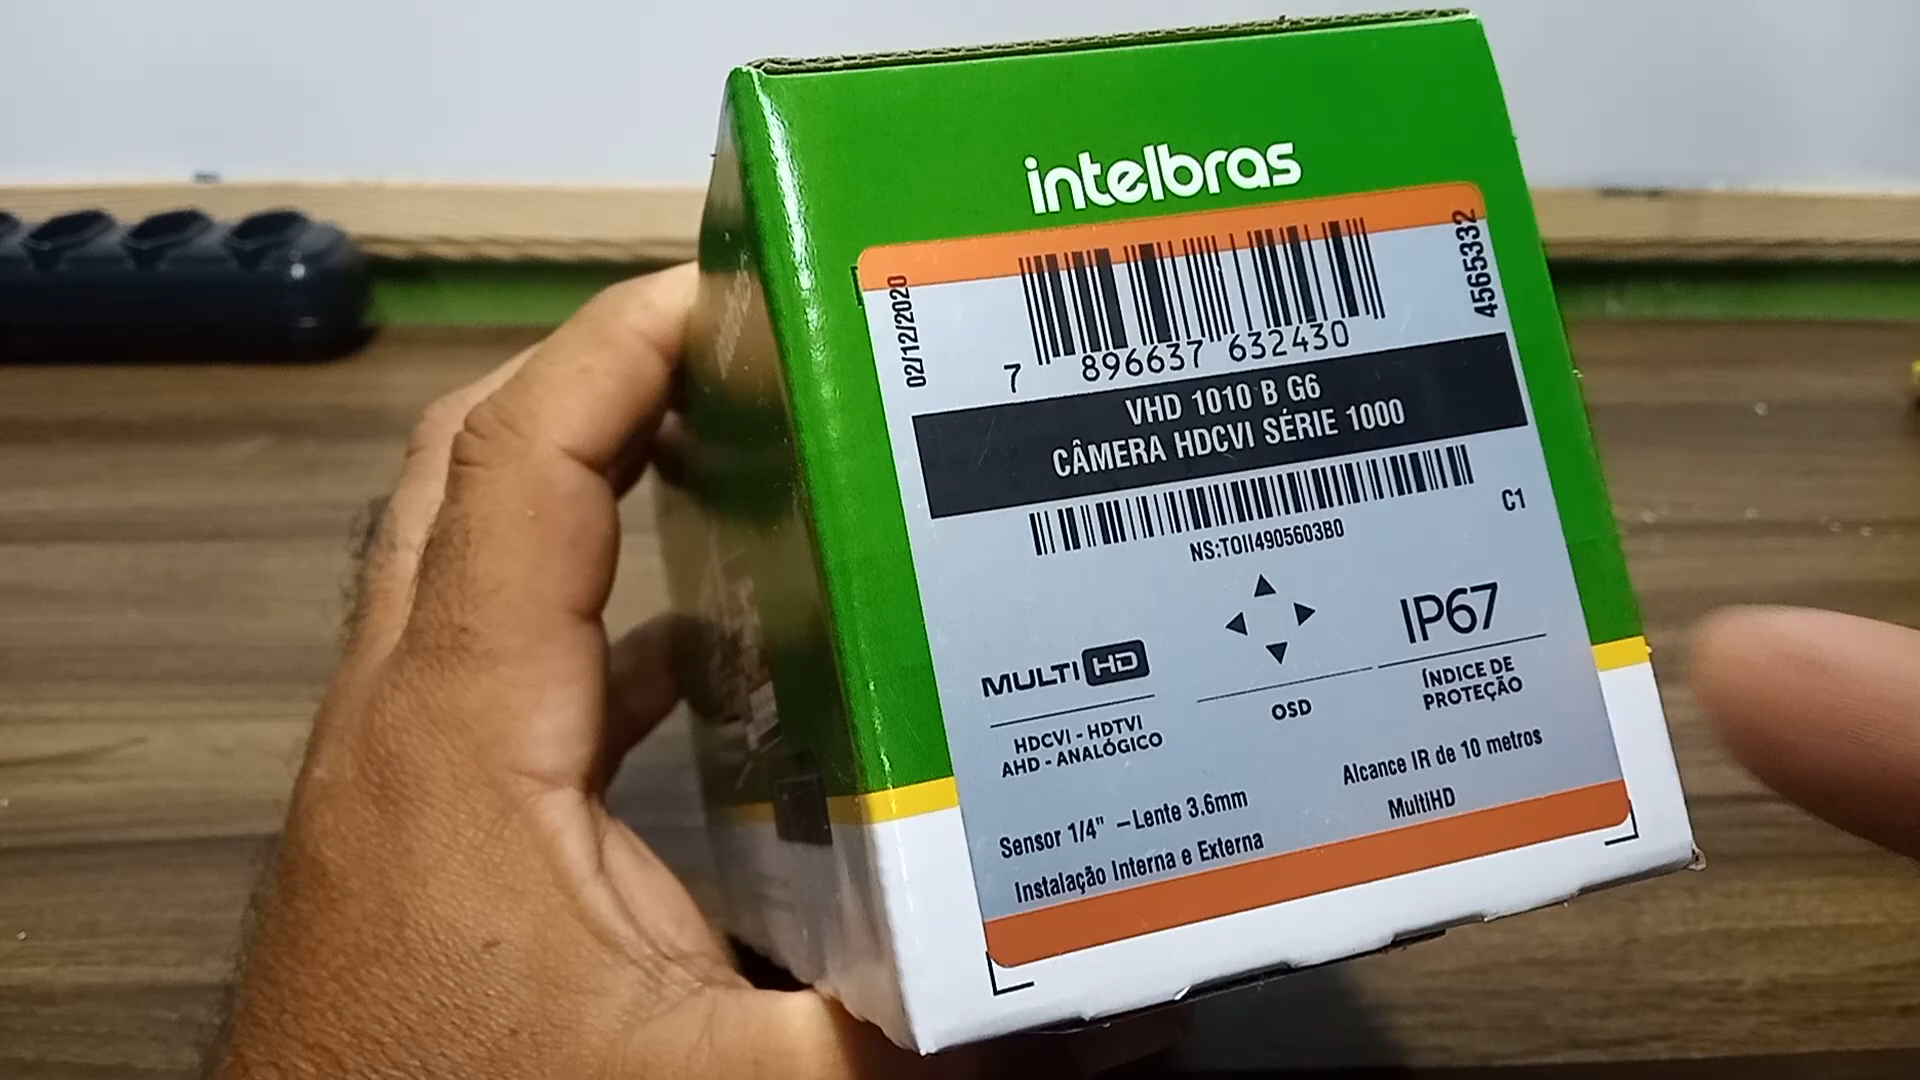 intelbras
02/12/2020
4565332
7 896637 632430
VHD 1010 B G6
CÂMERA HDCVI SÉRIE 1000
C1
NS:TOII4905603B0
MULTI HD
HDCVI - HDTVI
AHD - ANALÓGICO
OSD
IP67
ÍNDICE DE
PROTEÇÃO
Sensor 1/4" – Lente 3.6mm
Alcance IR de 10 metros
Instalação Interna e Externa
MultiHD